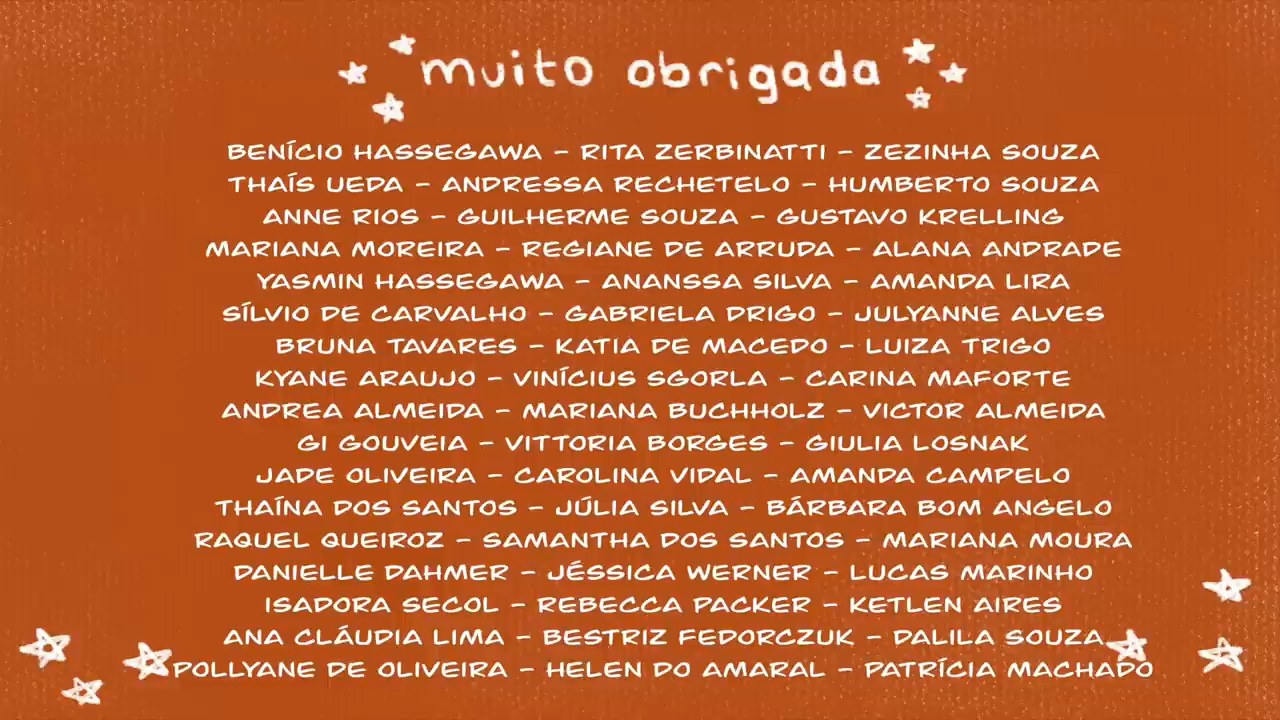 muito obrigada
BENÍCIO HASSEGAWA - RITA ZERBINATTI - ZEZINHA SOUZA
THAÍS UEDA - ANDRESSA RECHETELO - HUMBERTO SOUZA
ANNE RIOS - GUILHERME SOUZA - GUSTAVO KRELLING
MARIANA MOREIRA - REGIANE DE ARRUDA - ALANA ANDRADE
YASMIN HASSEGAWA - ANANSSA SILVA - AMANDA LIRA
SÍLVIO DE CARVALHO - GABRIELA DRIGO - JULYANNE ALVES
BRUNA TAVARES - KATIA DE MACEDO - LUIZA TRIGO
KYANE ARAUJO - VINÍCIUS SGORLA - CARINA MAFORTE
ANDREA ALMEIDA - MARIANA BUCHHOLZ - VICTOR ALMEIDA
GI GOUVEIA - VITTORIA BORGES - GIULIA LOSNAK
JADE OLIVEIRA - CAROLINA VIDAL - AMANDA CAMPELO
THAÍNA DOS SANTOS - JÚLIA SILVA - BÁRBARA BOM ANGELO
RAQUEL QUEIROZ - SAMANTHA DOS SANTOS - MARIANA MOURA
DANIELLE DAHMER - JÉSSICA WERNER - LUCAS MARINHO
ISADORA SECOL - REBECCA PACKER - KETLEN AIRES
ANA CLÁUDIA LIMA - BESTRIZ FEDORCZUK - DALILA SOUZA
POLLYANE DE OLIVEIRA - HELEN DO AMARAL - PATRÍCIA MACHADO